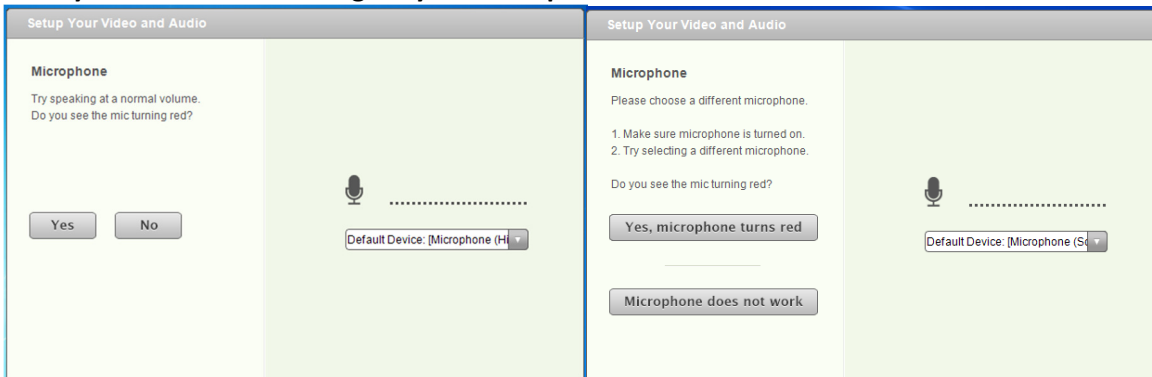 Setup Your Video and Audio
Microphone
Try speaking at a normal volume.
Do you see the mic turning red?
Yes No
Default Device: [Microphone (Hi
Setup Your Video and Audio
Microphone
Please choose a different microphone.
1. Make sure microphone is turned on.
2. Try selecting a different microphone.
Do you see the mic turning red?
Yes, microphone turns red
Microphone does not work
Default Device: [Microphone (So